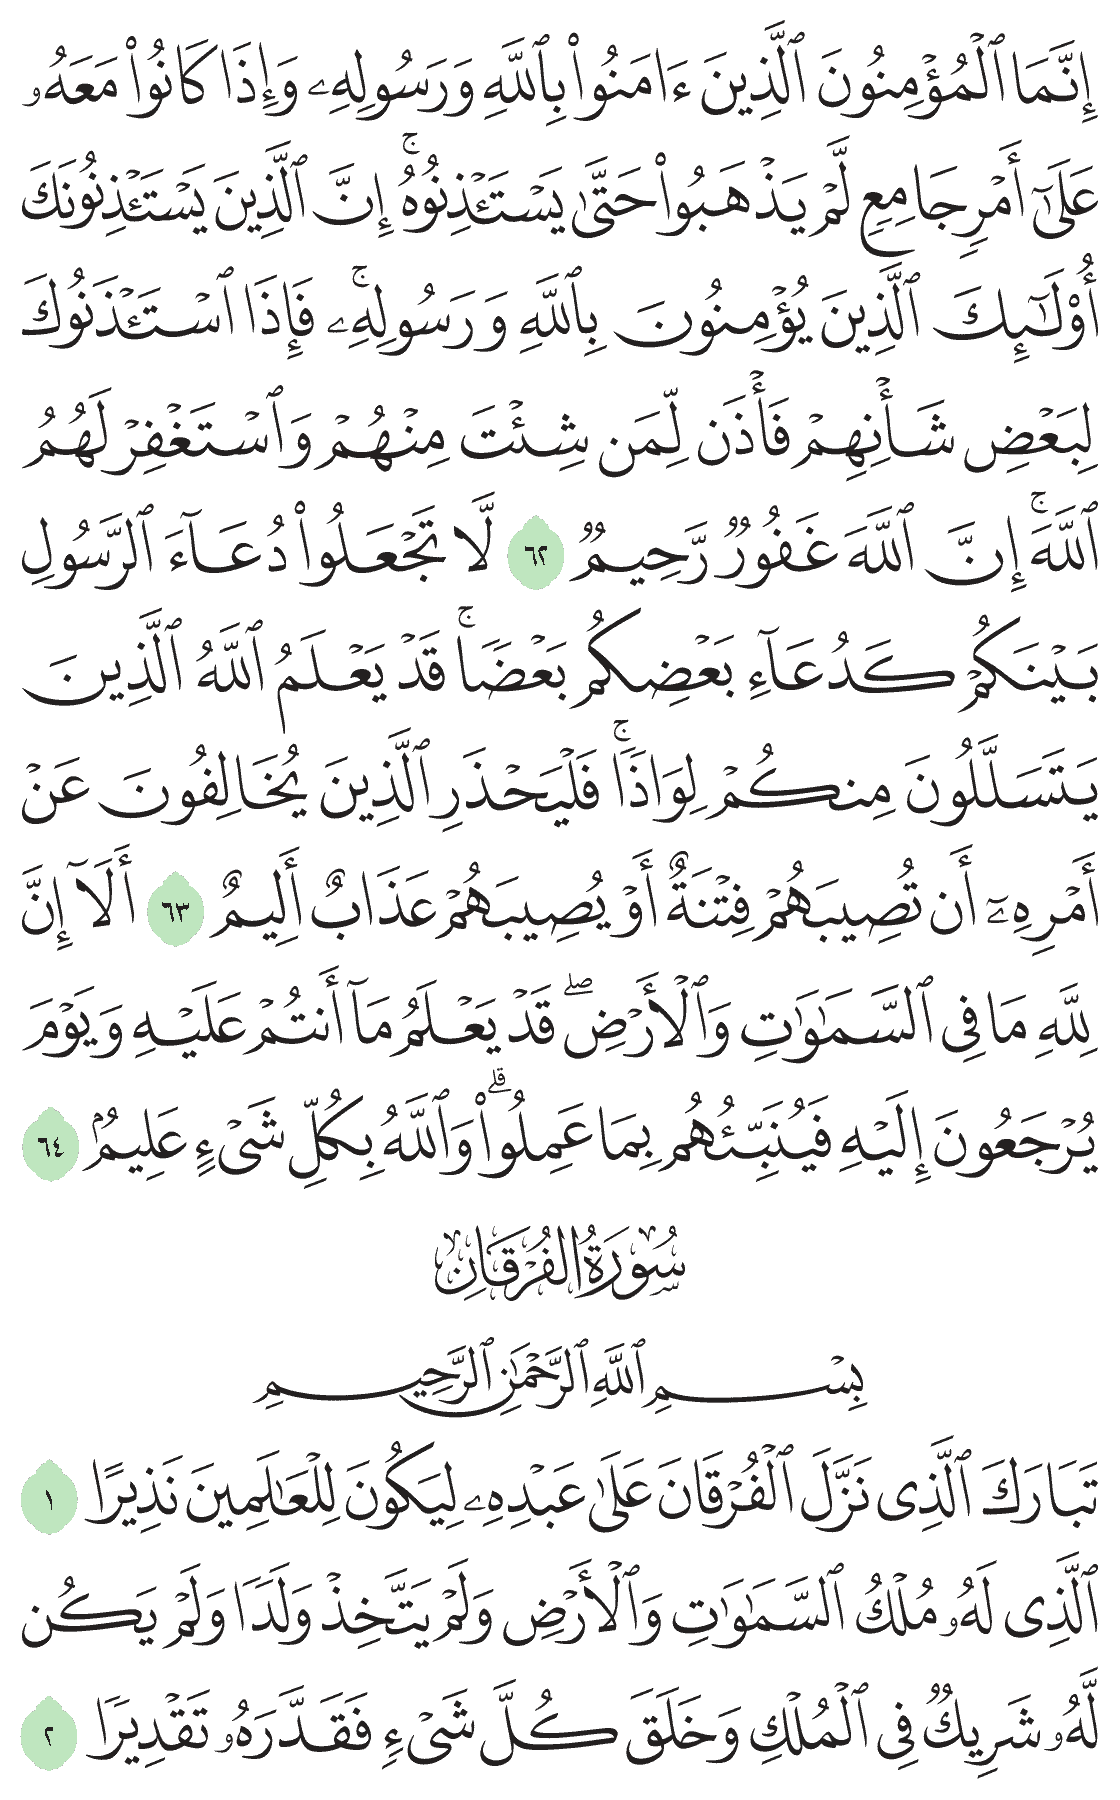 إِنَّمَا ٱلْمُؤْمِنُونَ ٱلَّذِينَ ءَامَنُوا۟ بِٱللَّهِ وَرَسُولِهِۦ وَإِذَا كَانُوا۟ مَعَهُۥ
عَلَىٰٓ أَمْرٍ جَامِعٍ لَّمْ يَذْهَبُوا۟ حَتَّىٰ يَسْتَـْٔذِنُوهُ ۚ إِنَّ ٱلَّذِينَ يَسْتَـْٔذِنُونَكَ
أُو۟لَـٰٓئِكَ ٱلَّذِينَ يُؤْمِنُونَ بِٱللَّهِ وَرَسُولِهِۦ ۚ فَإِذَا ٱسْتَـْٔذَنُوكَ
لِبَعْضِ شَأْنِهِمْ فَأْذَن لِّمَن شِئْتَ مِنْهُمْ وَٱسْتَغْفِرْ لَهُمُ
ٱللَّهَ ۚ إِنَّ ٱللَّهَ غَفُورٌ رَّحِيمٌ ٦٢ لَّا تَجْعَلُوا۟ دُعَآءَ ٱلرَّسُولِ
بَيْنَكُمْ كَدُعَآءِ بَعْضِكُم بَعْضًا ۚ قَدْ يَعْلَمُ ٱللَّهُ ٱلَّذِينَ
يَتَسَلَّلُونَ مِنكُمْ لِوَاذًا ۚ فَلْيَحْذَرِ ٱلَّذِينَ يُخَالِفُونَ عَنْ
أَمْرِهِۦٓ أَن تُصِيبَهُمْ فِتْنَةٌ أَوْ يُصِيبَهُمْ عَذَابٌ أَلِيمٌ ٦٣ أَلَآ إِنَّ
لِلَّهِ مَا فِى ٱلسَّمَـٰوَٰتِ وَٱلْأَرْضِ ۖ قَدْ يَعْلَمُ مَآ أَنتُمْ عَلَيْهِ وَيَوْمَ
يُرْجَعُونَ إِلَيْهِ فَيُنَبِّئُهُم بِمَا عَمِلُوا۟ ۗ وَٱللَّهُ بِكُلِّ شَىْءٍ عَلِيمٌۢ ٦٤
سُورَةُ الفُرْقَانِ
بِسْمِ ٱللَّهِ ٱلرَّحْمَـٰنِ ٱلرَّحِيمِ
تَبَارَكَ ٱلَّذِى نَزَّلَ ٱلْفُرْقَانَ عَلَىٰ عَبْدِهِۦ لِيَكُونَ لِلْعَـٰلَمِينَ نَذِيرًا ١
ٱلَّذِى لَهُۥ مُلْكُ ٱلسَّمَـٰوَٰتِ وَٱلْأَرْضِ وَلَمْ يَتَّخِذْ وَلَدًا وَلَمْ يَكُن
لَّهُۥ شَرِيكٌ فِى ٱلْمُلْكِ وَخَلَقَ كُلَّ شَىْءٍ فَقَدَّرَهُۥ تَقْدِيرًا ٢